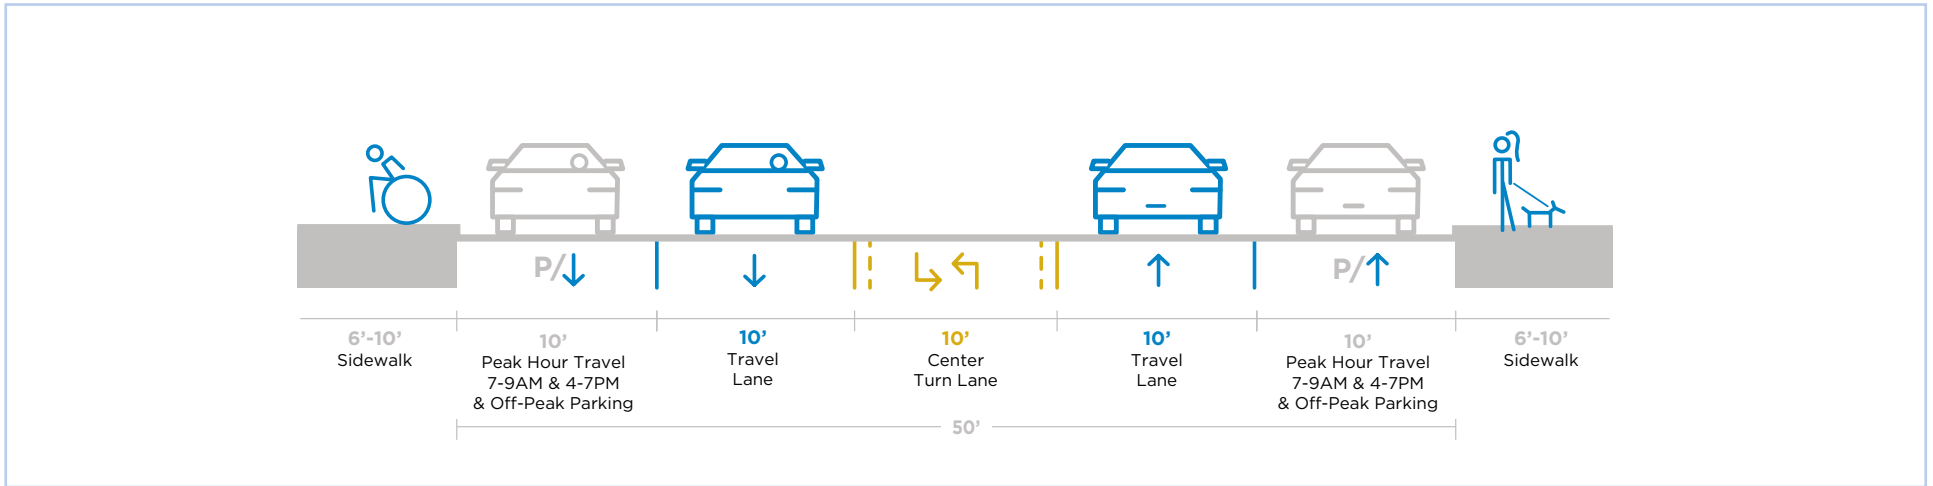 P/
P/
6’-10’
Sidewalk
10’
Peak Hour Travel
7-9AM & 4-7PM
& Off-Peak Parking
10’
Travel
Lane
10’
Center
Turn Lane
10’
Travel
Lane
10’
Peak Hour Travel
7-9AM & 4-7PM
& Off-Peak Parking
6’-10’
Sidewalk
50’